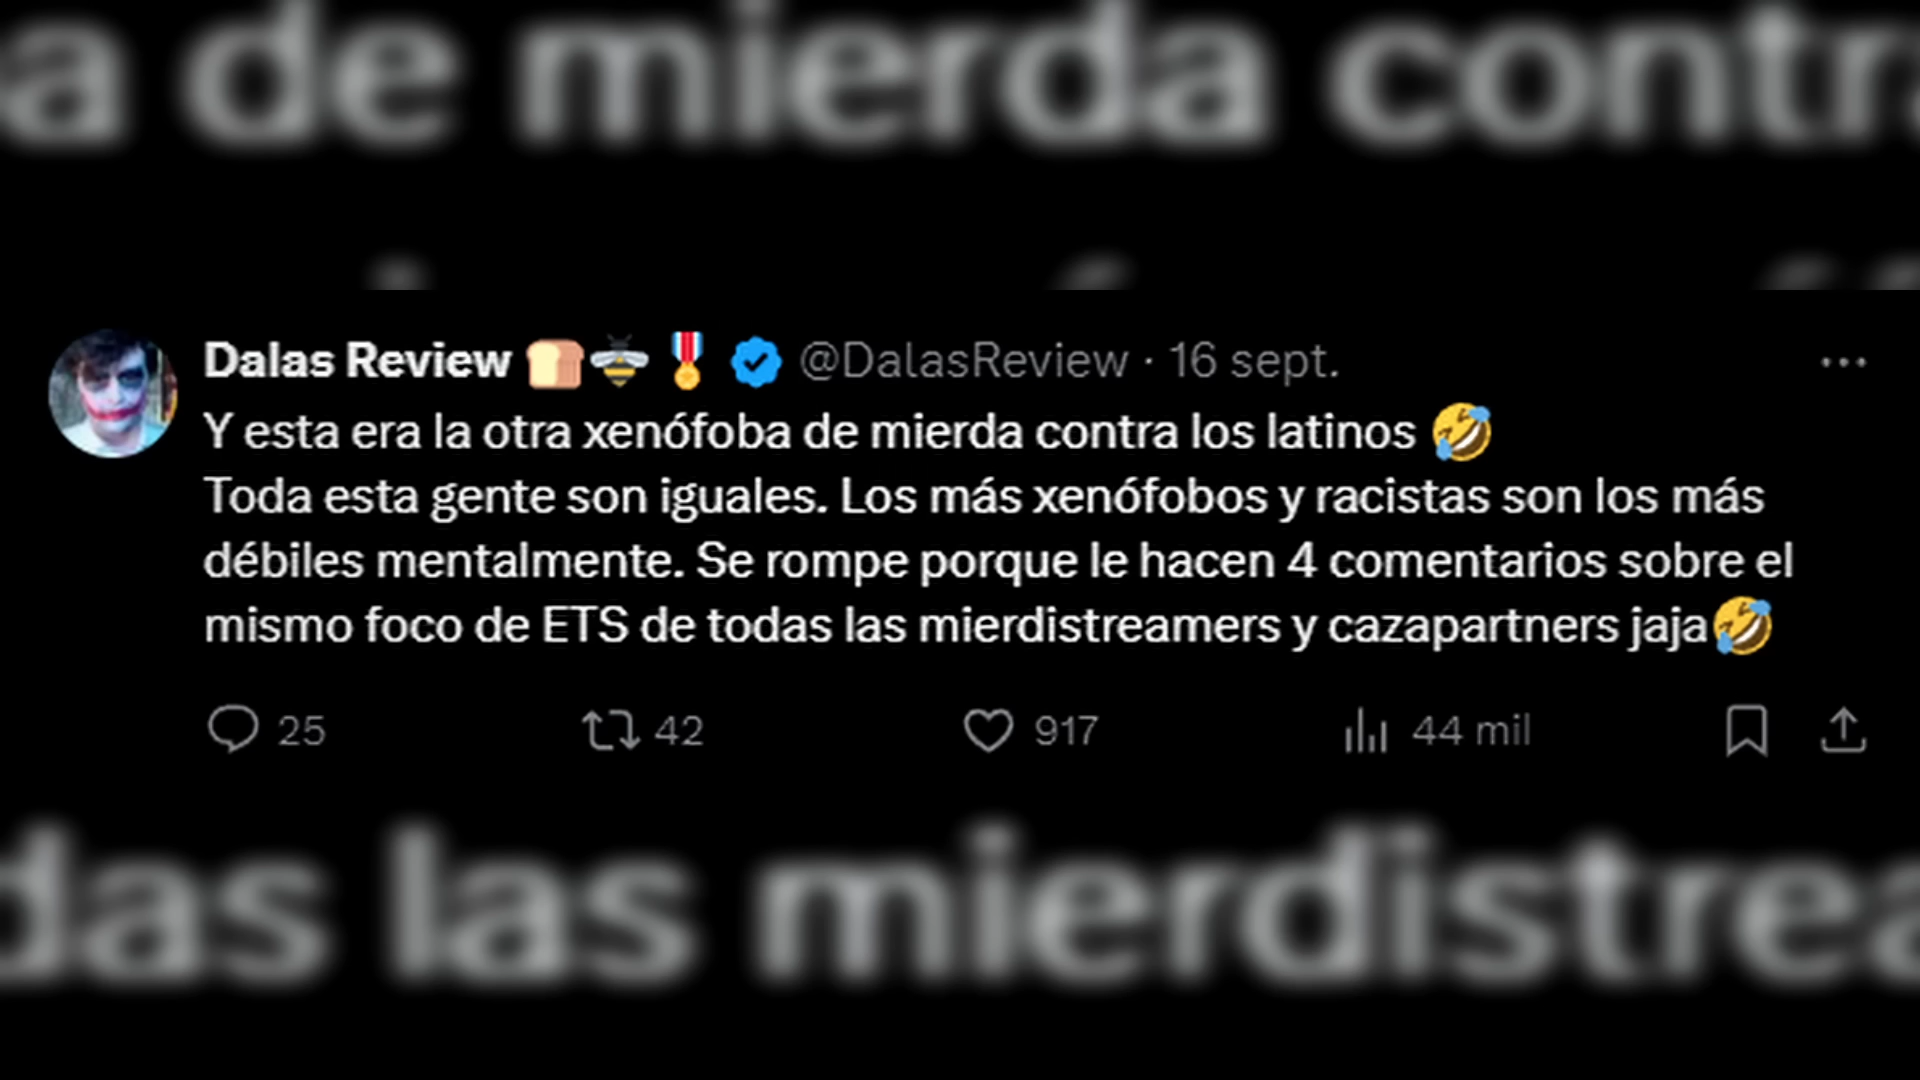 a de mierda contra
Dalas Review 🍞🐝🎖️ @DalasReview · 16 sept.
Y esta era la otra xenófoba de mierda contra los latinos 🤣
Toda esta gente son iguales. Los más xenófobos y racistas son los más
débiles mentalmente. Se rompe porque le hacen 4 comentarios sobre el
mismo foco de ETS de todas las mierdistreamers y cazapartners jaja🤣
25 42 917 44 mil
das las mierdistrea